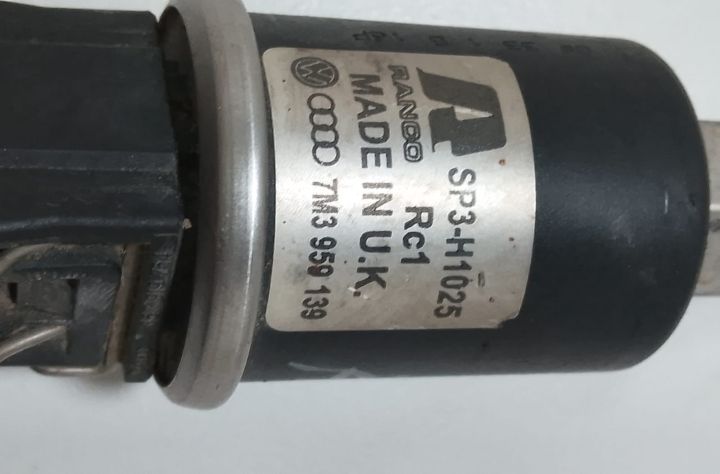 RANCO
SP3-H1025
Rc1
MADE IN U.K.
7M3 959 139